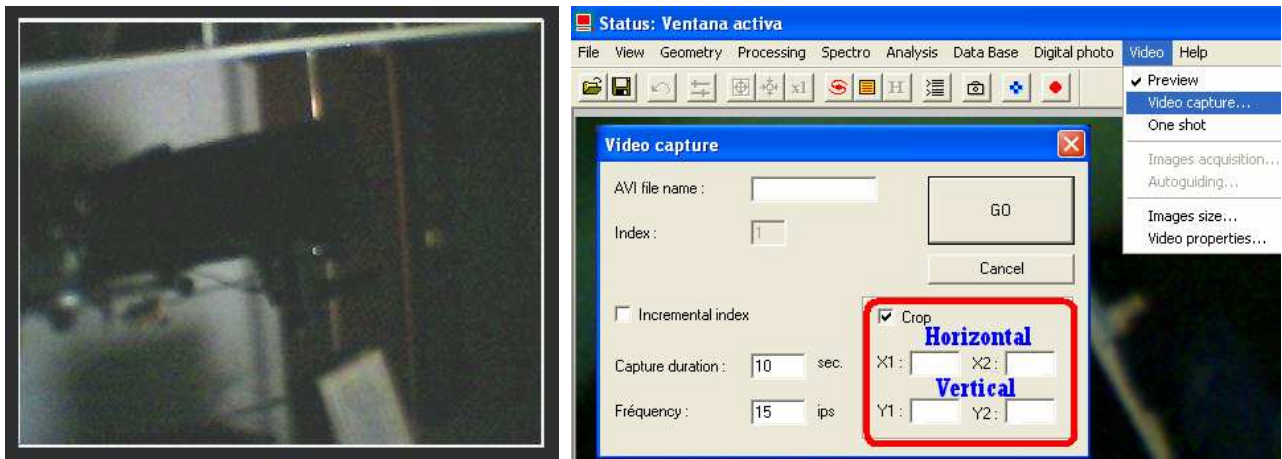 Status: Ventana activa
File View Geometry Processing Spectro Analysis Data Base Digital photo Video Help
x1 H
Preview
Video capture...
One shot
Images acquisition...
Autoguiding...
Images size...
Video properties...
Video capture
AVI file name :
GO
Index : 1
Cancel
Incremental index
Crop
Horizontal
Capture duration : 10 sec.
X1 : X2 :
Vertical
Fréquency : 15 ips
Y1 : Y2 :